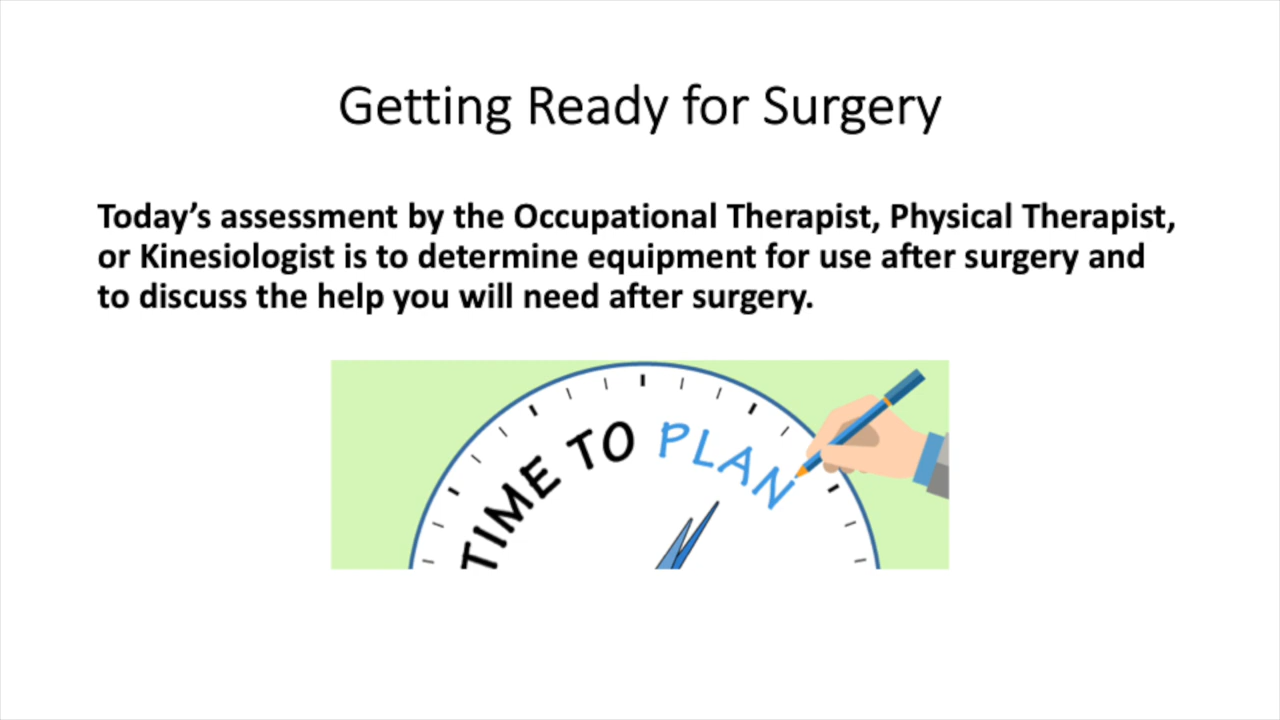 Getting Ready for Surgery
Today’s assessment by the Occupational Therapist, Physical Therapist,
or Kinesiologist is to determine equipment for use after surgery and
to discuss the help you will need after surgery.
TIME TO PLAN